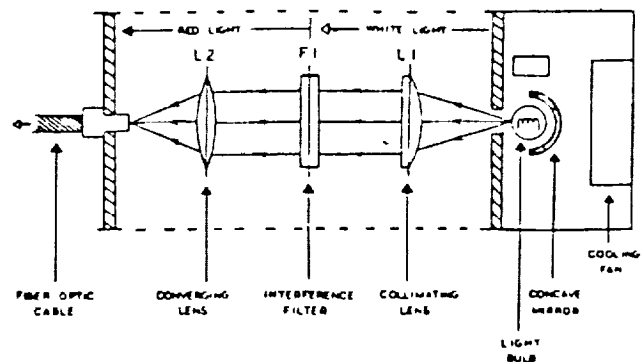 RED LIGHT
WHITE LIGHT
L2
F1
L1
FIBER OPTIC
CABLE
CONVERGING
LENS
INTERFERENCE
FILTER
COLLIMATING
LENS
LIGHT
BULB
CONCAVE
MIRROR
COOLING
FAN